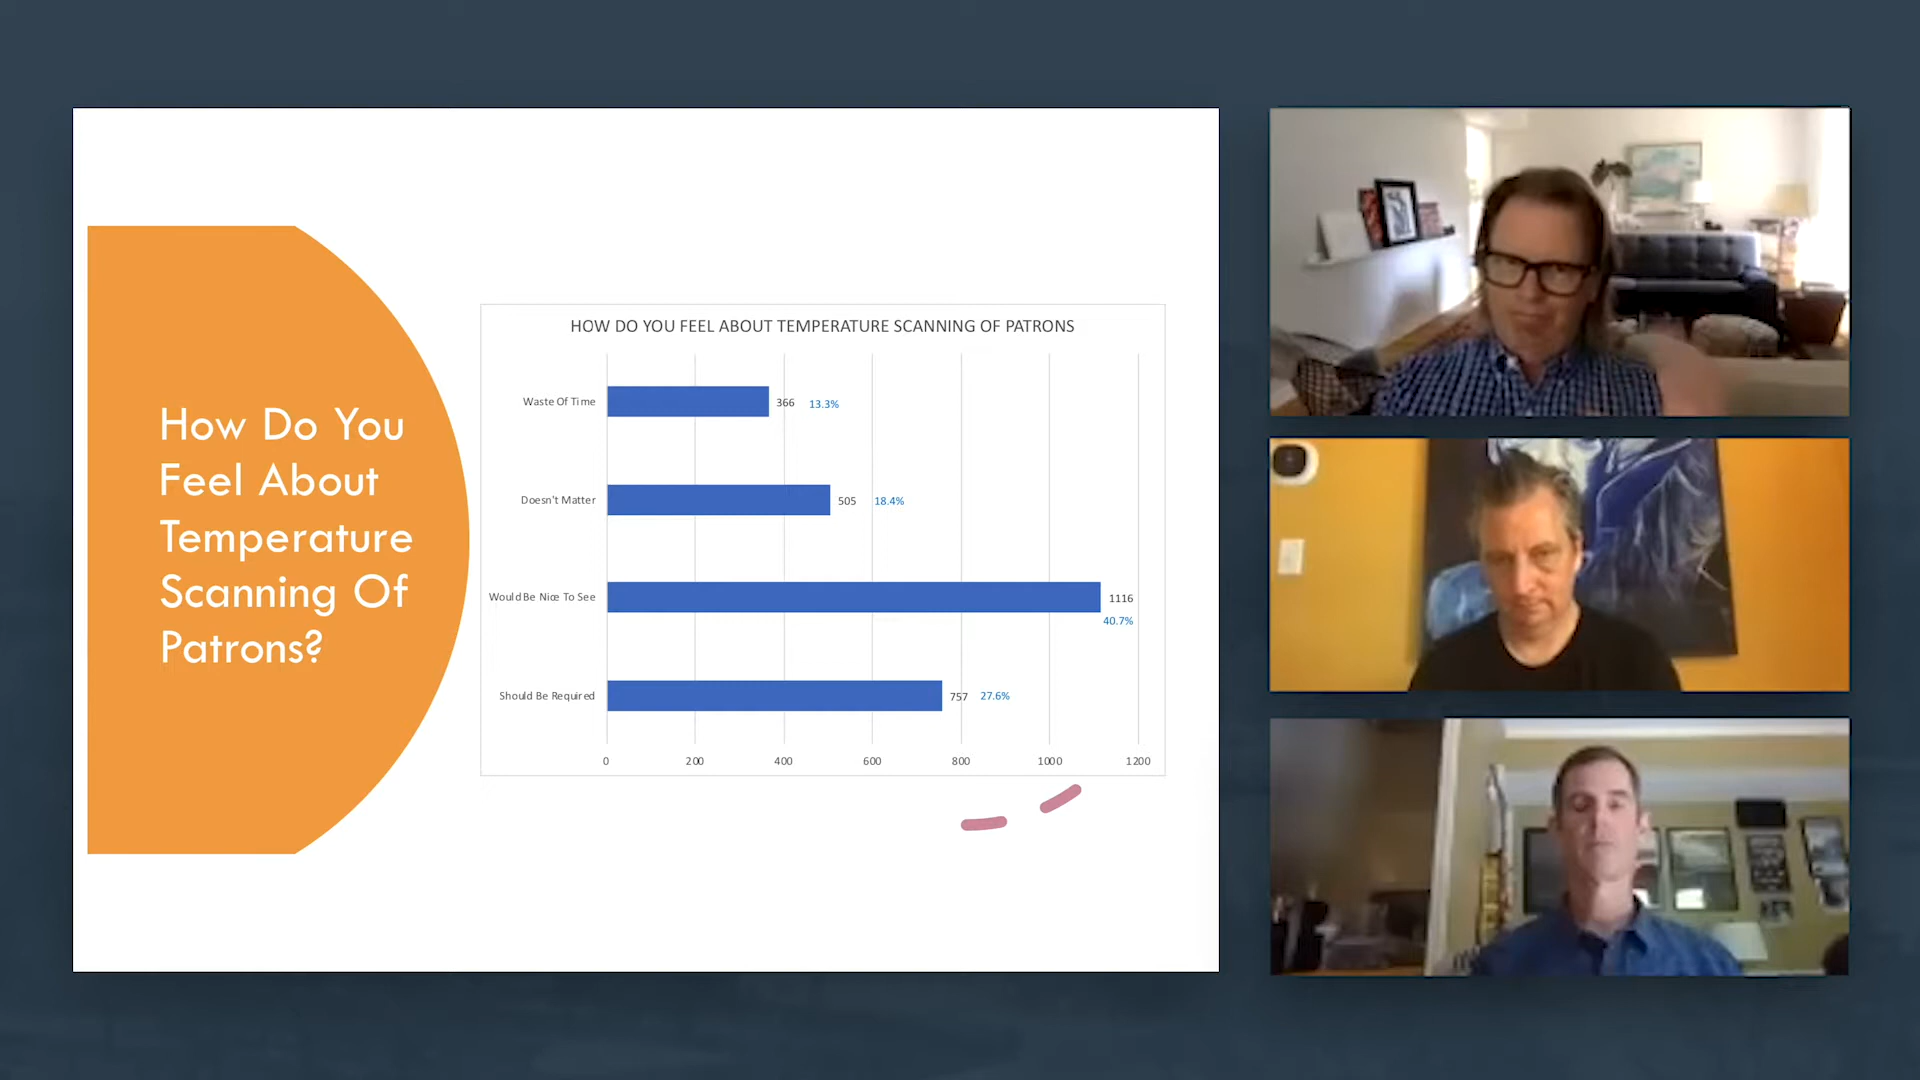 How Do You
Feel About
Temperature
Scanning Of
Patrons?
HOW DO YOU FEEL ABOUT TEMPERATURE SCANNING OF PATRONS
Waste Of Time 366 13.3%
Doesn't Matter 505 18.4%
Would Be Nice To See 1116
40.7%
Should Be Required 757 27.6%
0 200 400 600 800 1000 1200